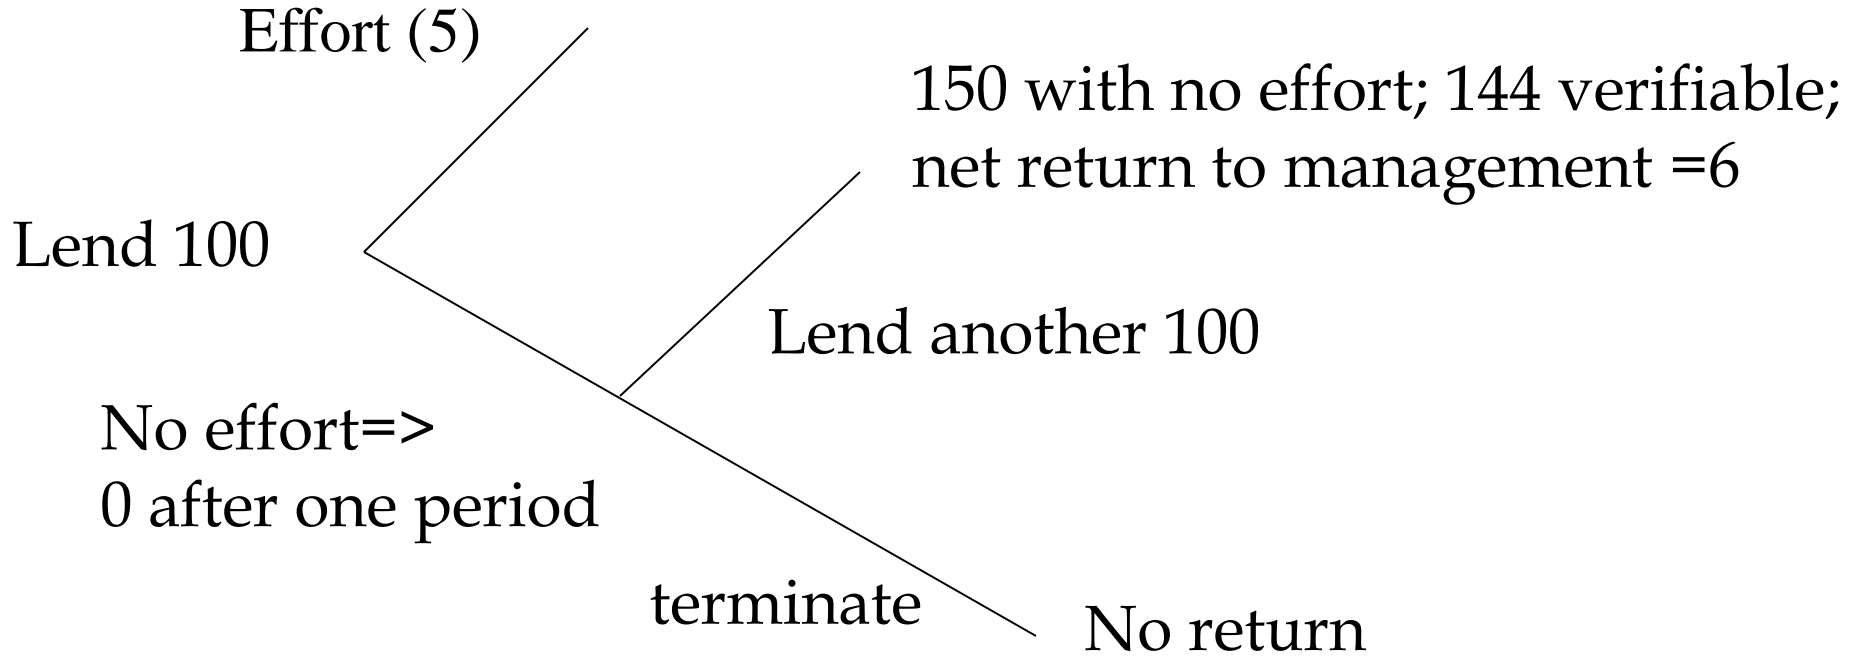 Effort (5)
150 with no effort; 144 verifiable;
net return to management =6
Lend 100
Lend another 100
No effort=>
0 after one period
terminate
No return